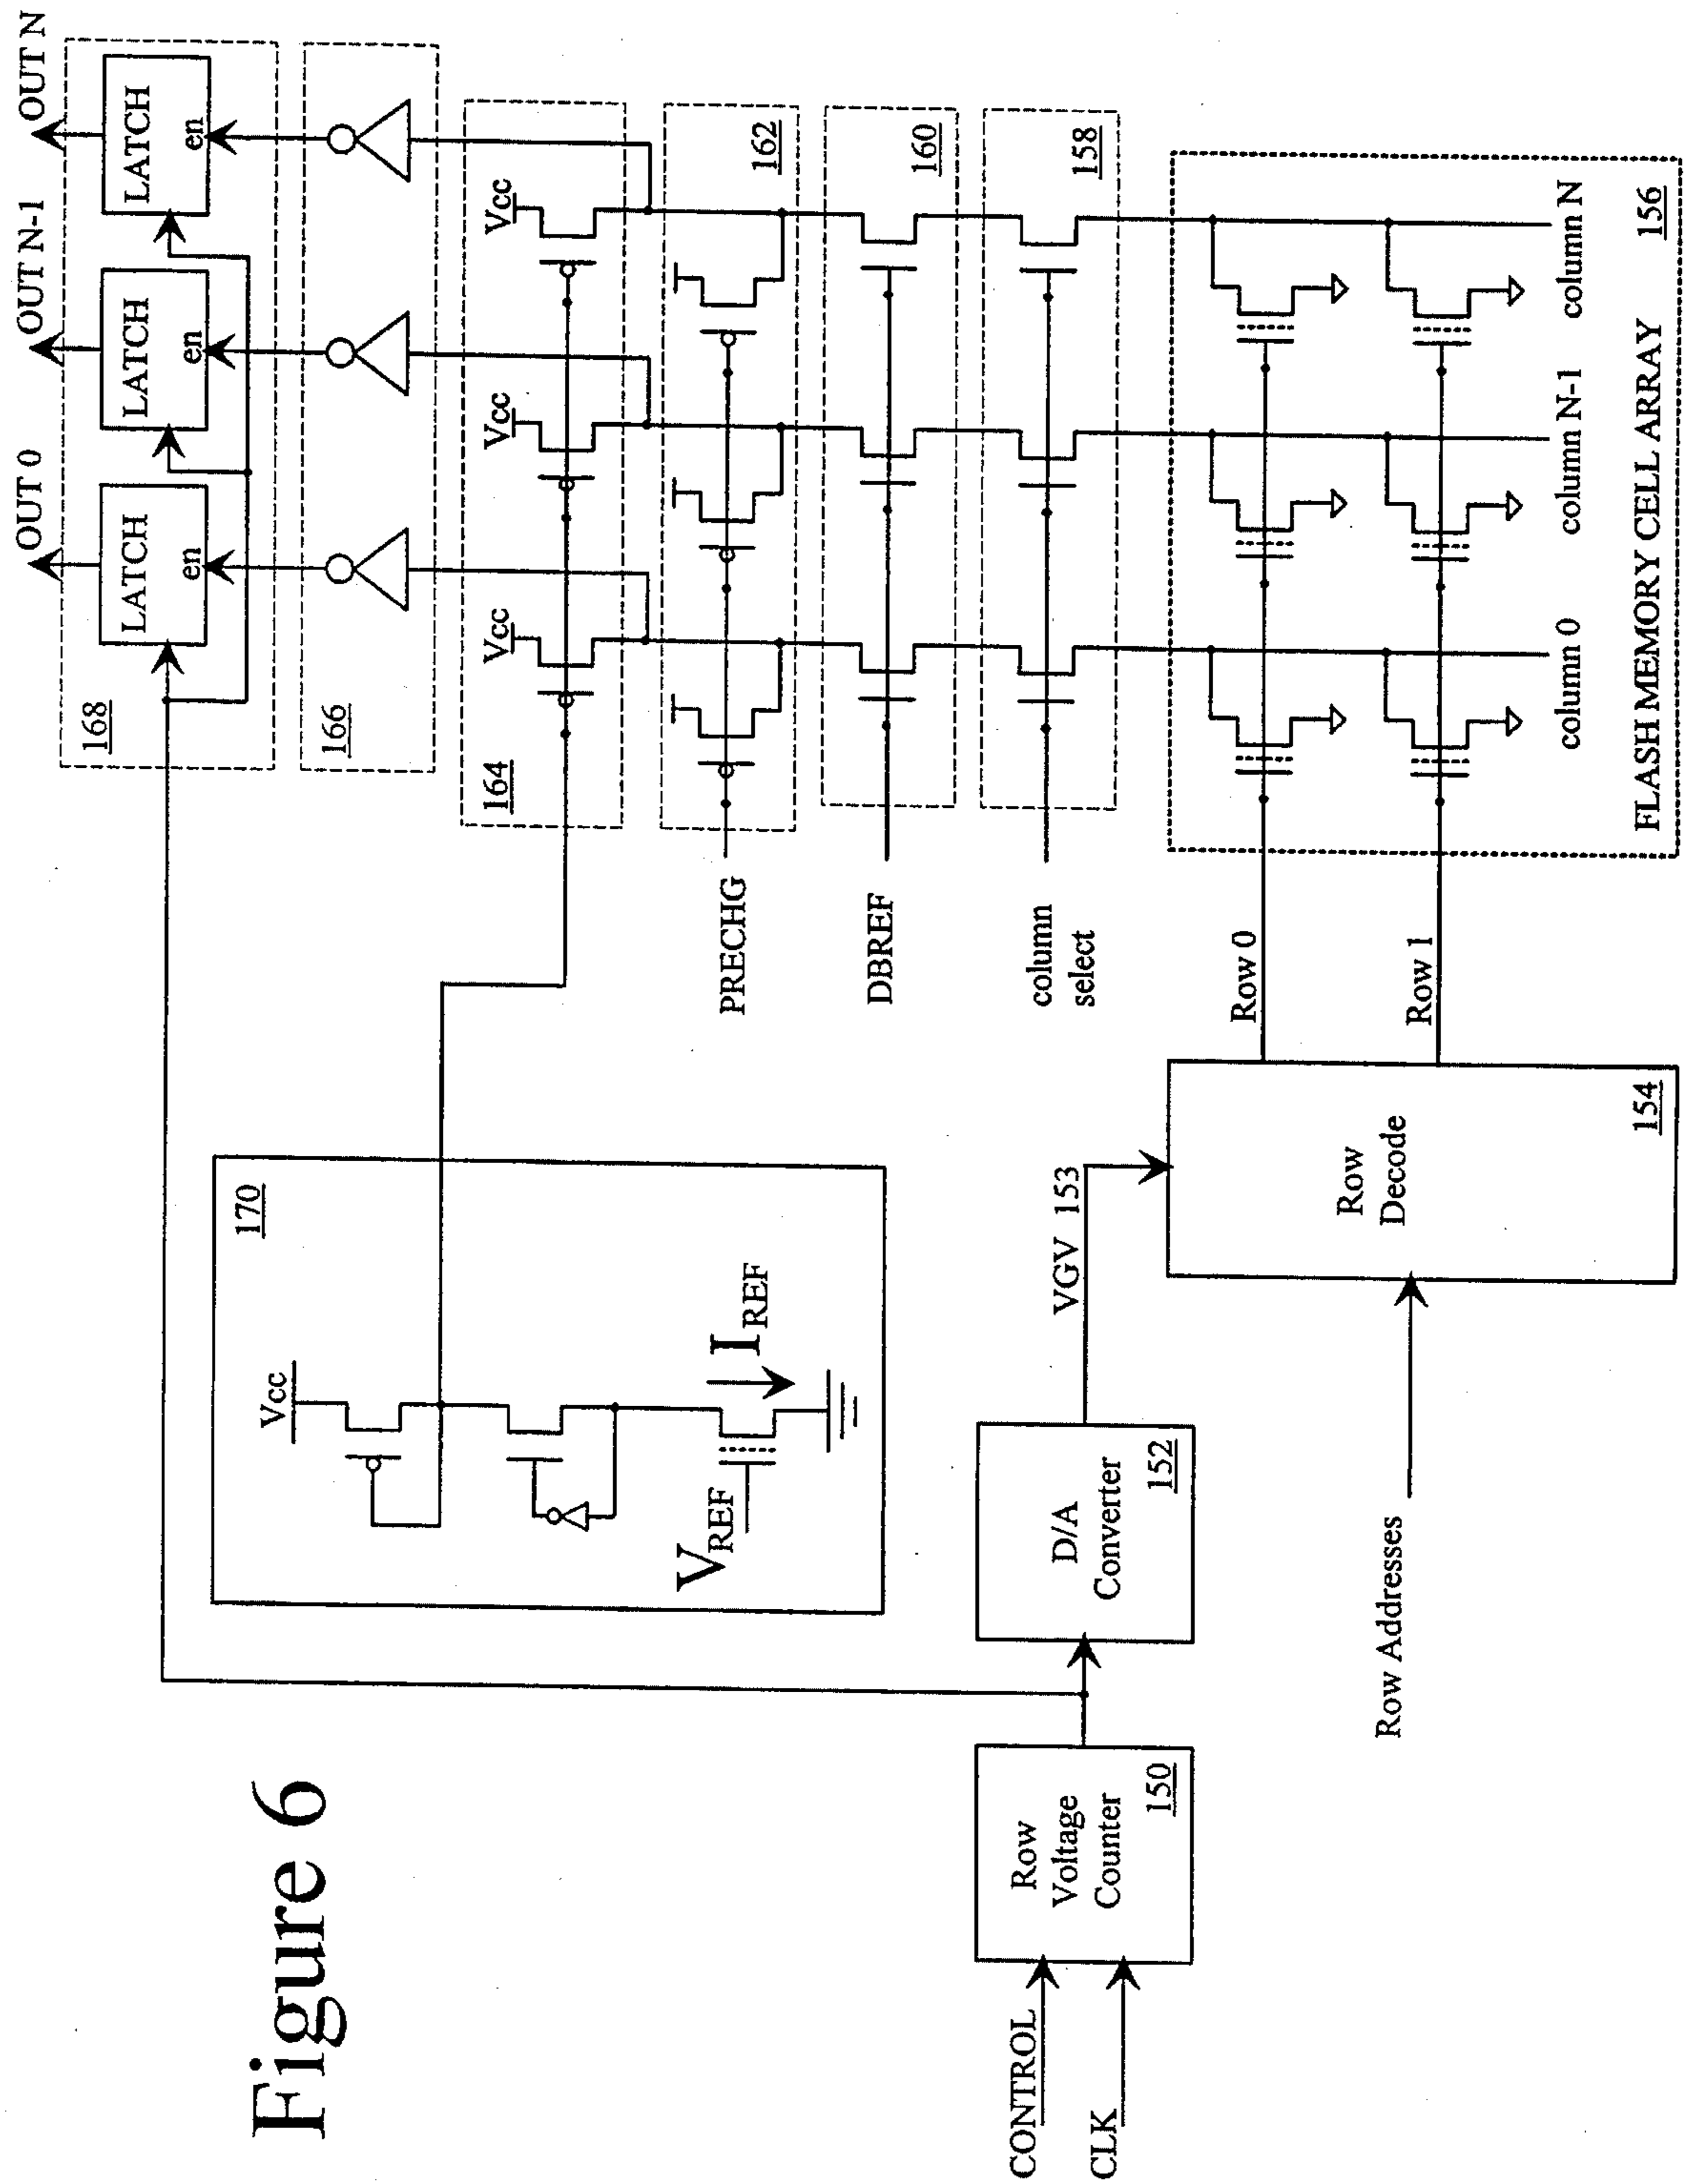 Figure 6
OUT 0
OUT N-1
OUT N
LATCH
en
LATCH
en
LATCH
en
168
166
Vcc
Vcc
Vcc
164
162
PRECHG
160
DBREF
158
column
select
170
Vcc
VREF
IREF
CONTROL
CLK
Row
Voltage
Counter
150
D/A
Converter
152
VGV 153
Row Addresses
Row
Decode
154
Row 0
Row 1
column 0
column N-1
column N
FLASH MEMORY CELL ARRAY
156